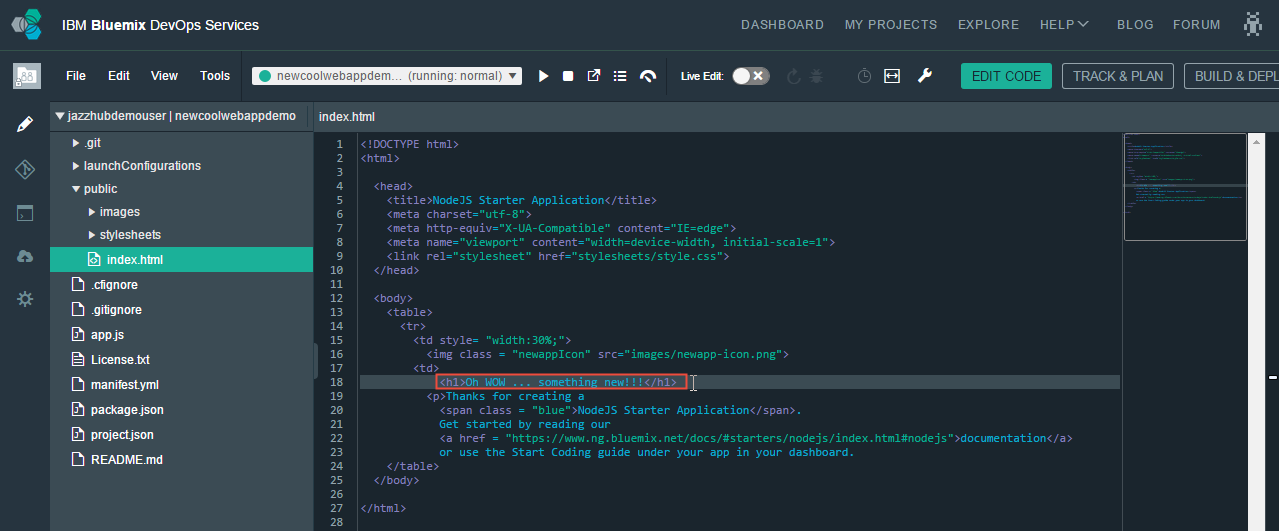 IBM Bluemix DevOps Services
DASHBOARD MY PROJECTS EXPLORE HELP BLOG FORUM
File Edit View Tools newcoolwebappdem... (running: normal) Live Edit: EDIT CODE TRACK & PLAN BUILD & DEPL
jazzhubdemouser | newcoolwebappdemo
index.html
.git
launchConfigurations
public
images
stylesheets
index.html
.cfignore
.gitignore
app.js
License.txt
manifest.yml
package.json
project.json
README.md
1 <!DOCTYPE html>
2 <html>
3
4 <head>
5 <title>NodeJS Starter Application</title>
6 <meta charset="utf-8">
7 <meta http-equiv="X-UA-Compatible" content="IE=edge">
8 <meta name="viewport" content="width=device-width, initial-scale=1">
9 <link rel="stylesheet" href="stylesheets/style.css">
10 </head>
11
12 <body>
13 <table>
14 <tr>
15 <td style= "width:30%;">
16 <img class = "newappIcon" src="images/newapp-icon.png">
17 <td>
18 <h1>Oh WOW ... something new!!!</h1>
19 <p>Thanks for creating a
20 <span class = "blue">NodeJS Starter Application</span>.
21 Get started by reading our
22 <a href = "https://www.ng.bluemix.net/docs/#starters/nodejs/index.html#nodejs">documentation</a>
23 or use the Start Coding guide under your app in your dashboard.
24 </table>
25 </body>
26
27 </html>
28